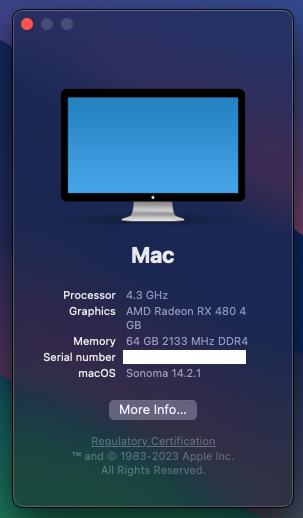 Mac
Processor 4.3 GHz
Graphics AMD Radeon RX 480 4
GB
Memory 64 GB 2133 MHz DDR4
Serial number
macOS Sonoma 14.2.1
More Info...
Regulatory Certification
™ and © 1983-2023 Apple Inc.
All Rights Reserved.